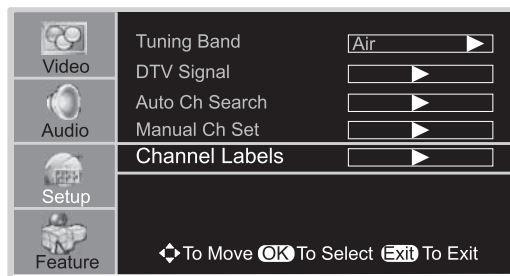 Video
Audio
Setup
Feature
Tuning Band Air
DTV Signal
Auto Ch Search
Manual Ch Set
Channel Labels
To Move OK To Select Exit To Exit